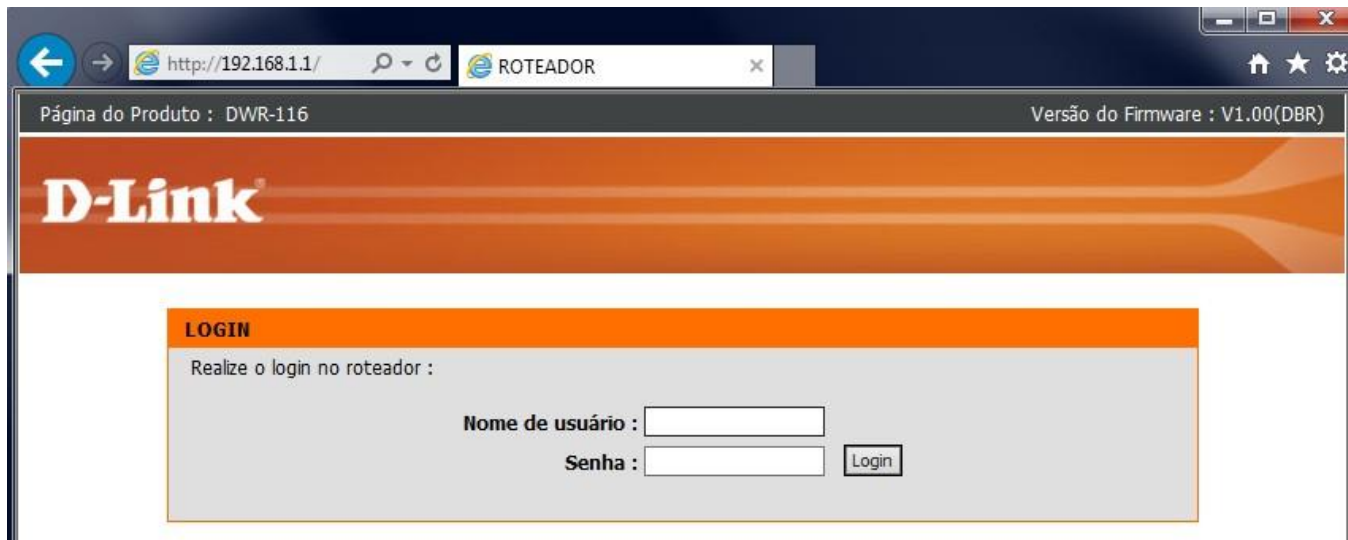 http://192.168.1.1/
ROTEADOR
Página do Produto : DWR-116
Versão do Firmware : V1.00(DBR)
D-Link
LOGIN
Realize o login no roteador :
Nome de usuário :
Senha :
Login